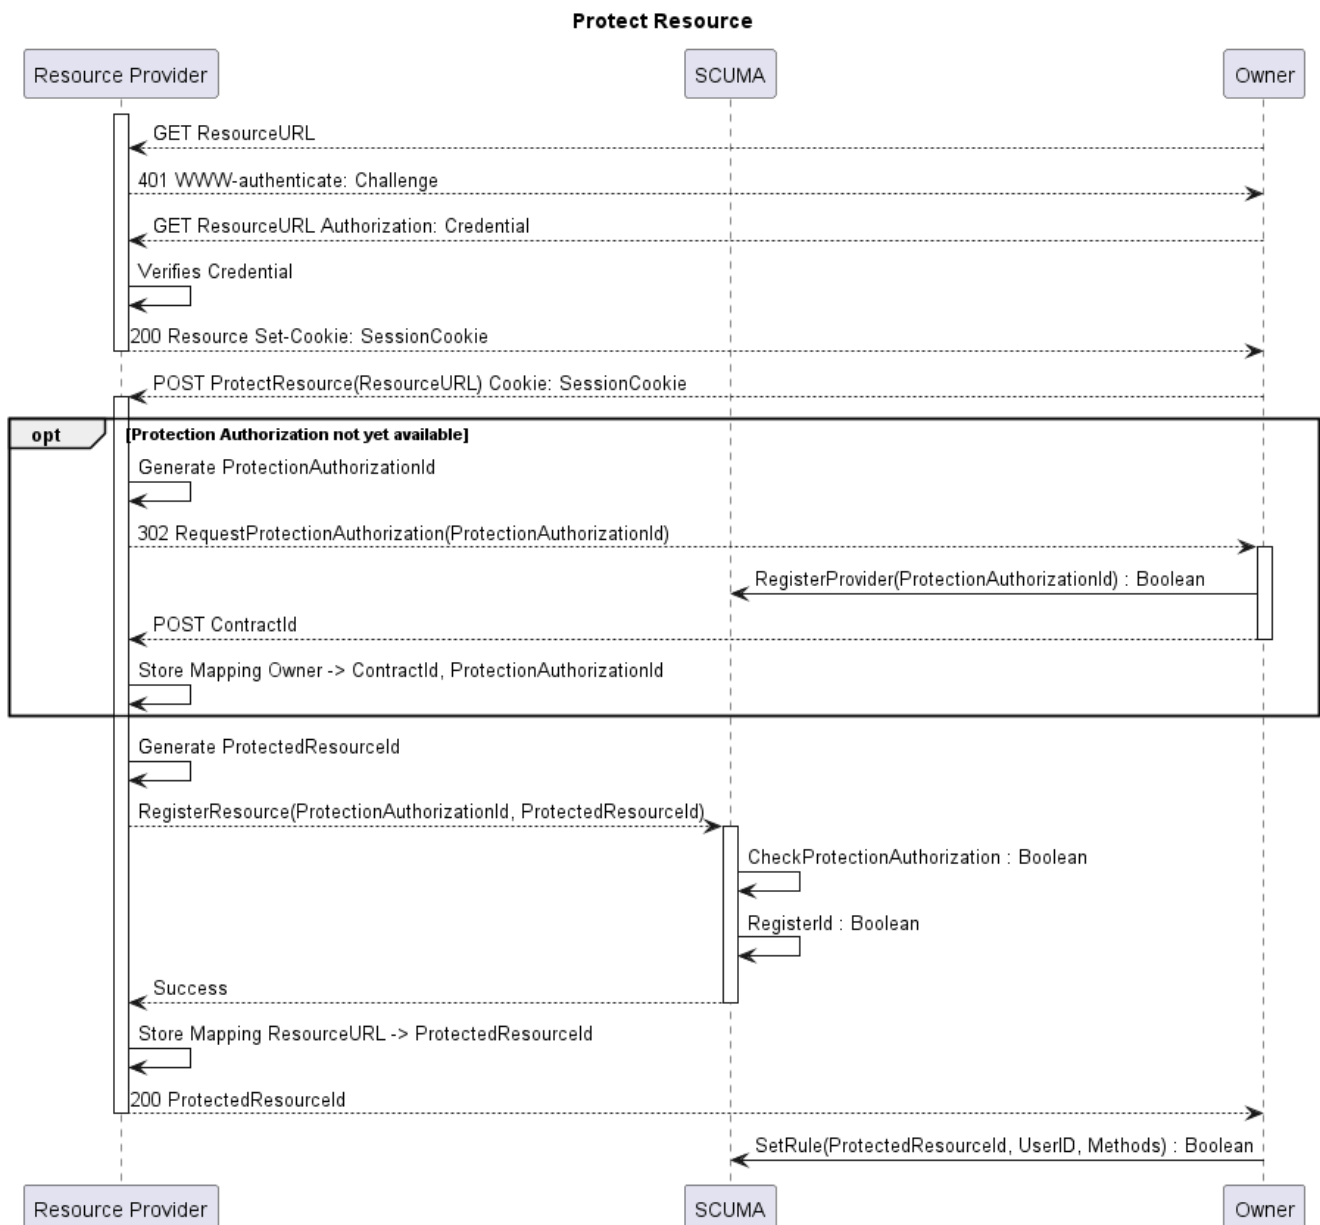 Protect Resource
Resource Provider
SCUMA
Owner
GET ResourceURL
401 WWW-authenticate: Challenge
GET ResourceURL Authorization: Credential
Verifies Credential
200 Resource Set-Cookie: SessionCookie
POST ProtectResource(ResourceURL) Cookie: SessionCookie
opt
[Protection Authorization not yet available]
Generate ProtectionAuthorizationId
302 RequestProtectionAuthorization(ProtectionAuthorizationId)
RegisterProvider(ProtectionAuthorizationId) : Boolean
POST ContractId
Store Mapping Owner -> ContractId, ProtectionAuthorizationId
Generate ProtectedResourceId
RegisterResource(ProtectionAuthorizationId, ProtectedResourceId)
CheckProtectionAuthorization : Boolean
RegisterId : Boolean
Success
Store Mapping ResourceURL -> ProtectedResourceId
200 ProtectedResourceId
SetRule(ProtectedResourceId, UserID, Methods) : Boolean
Resource Provider
SCUMA
Owner